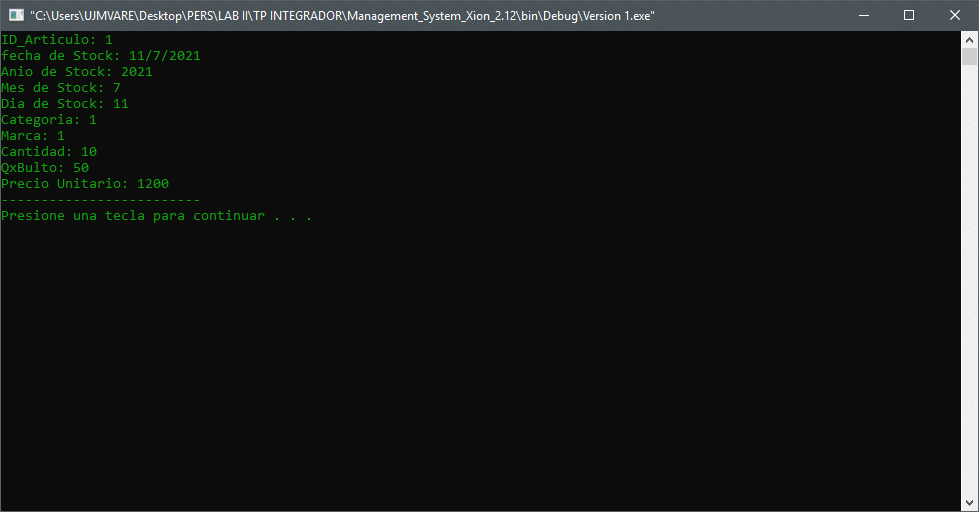 "C:\Users\UJMVARE\Desktop\PERS\LAB II\TP INTEGRADOR\Management_System_Xion_2.12\bin\Debug\Version 1.exe"
ID_Articulo: 1
fecha de Stock: 11/7/2021
Anio de Stock: 2021
Mes de Stock: 7
Dia de Stock: 11
Categoria: 1
Marca: 1
Cantidad: 10
QxBulto: 50
Precio Unitario: 1200
-------------------------
Presione una tecla para continuar . . .